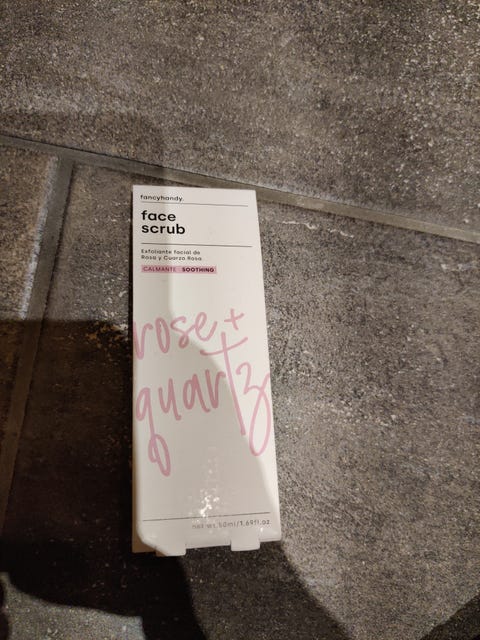 fancyhandy.
face
scrub
Exfoliante facial de
Rosa y Cuarzo Rosa
CALMANTE SOOTHING
rose +
quartz
net wt.50ml/1.69fl.oz